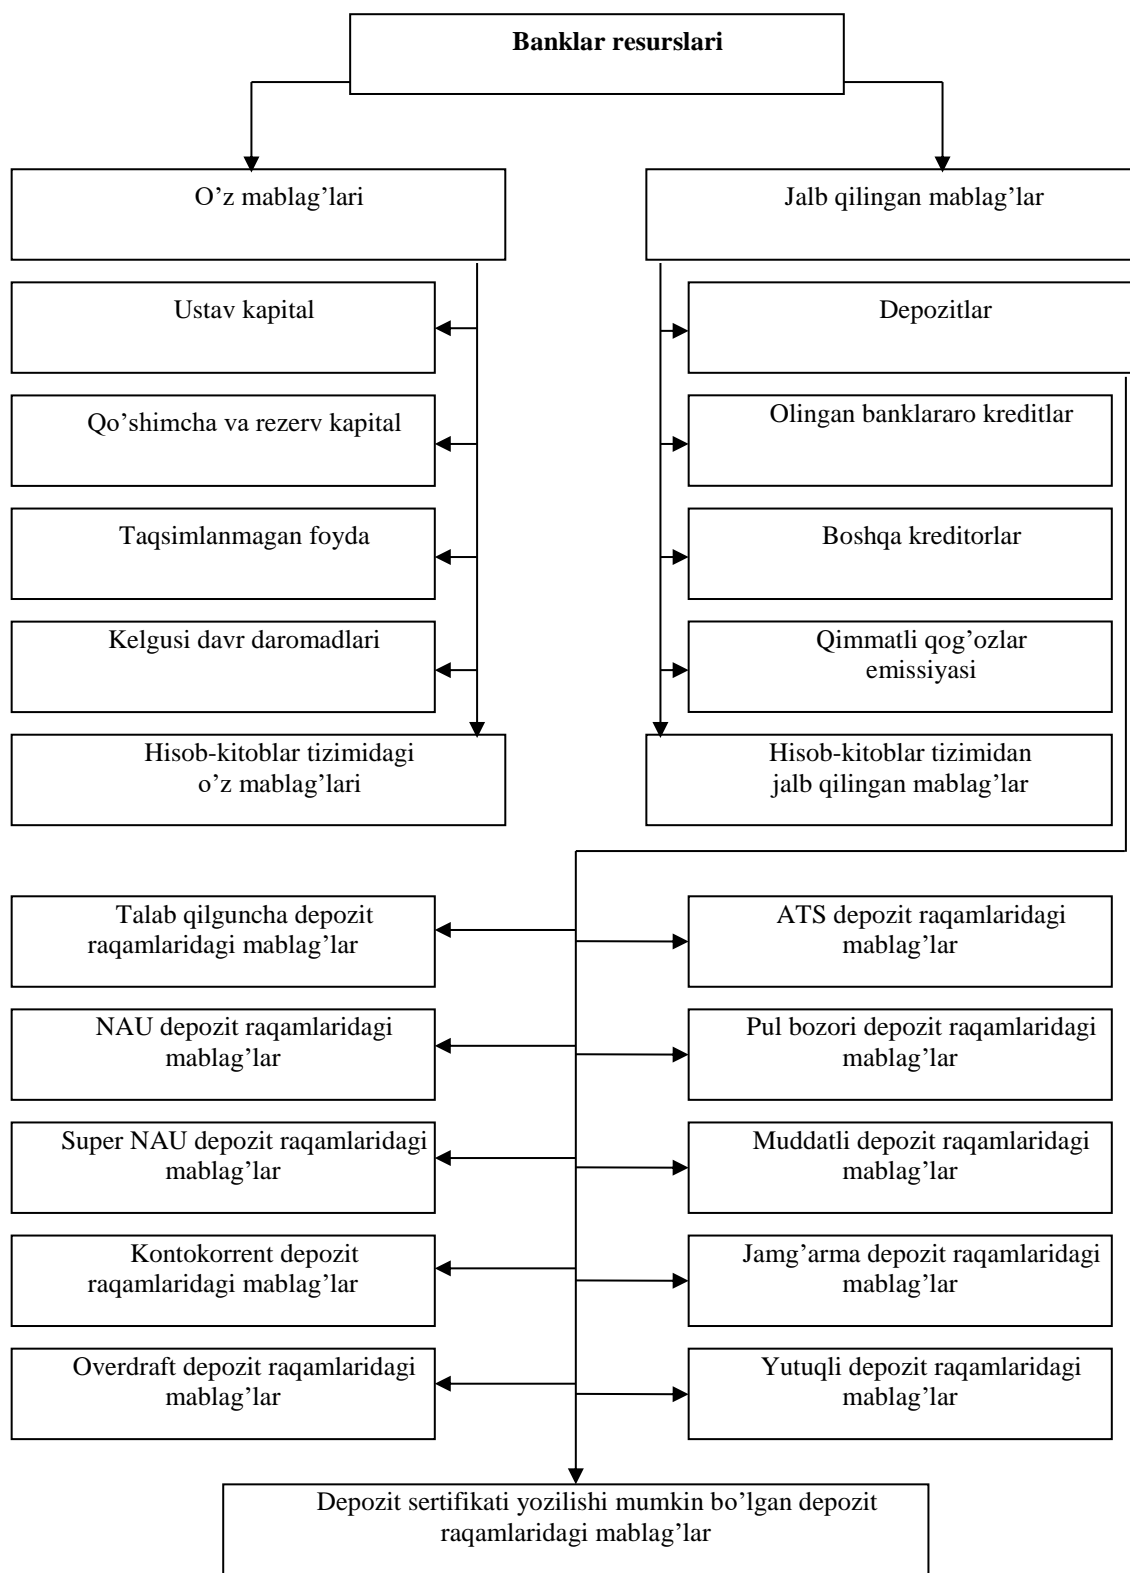 Banklar resurslari
O’z mablag’lari
Jalb qilingan mablag’lar
Ustav kapital
Depozitlar
Qo’shimcha va rezerv kapital
Olingan banklararo kreditlar
Taqsimlanmagan foyda
Boshqa kreditorlar
Kelgusi davr daromadlari
Qimmatli qog’ozlar
emissiyasi
Hisob-kitoblar tizimidagi
o’z mablag’lari
Hisob-kitoblar tizimidan
jalb qilingan mablag’lar
Talab qilguncha depozit
raqamlaridagi mablag’lar
ATS depozit raqamlaridagi
mablag’lar
NAU depozit raqamlaridagi
mablag’lar
Pul bozori depozit raqamlaridagi
mablag’lar
Super NAU depozit raqamlaridagi
mablag’lar
Muddatli depozit raqamlaridagi
mablag’lar
Kontokorrent depozit
raqamlaridagi mablag’lar
Jamg’arma depozit raqamlaridagi
mablag’lar
Overdraft depozit raqamlaridagi
mablag’lar
Yutuqli depozit raqamlaridagi
mablag’lar
Depozit sertifikati yozilishi mumkin bo’lgan depozit
raqamlaridagi mablag’lar